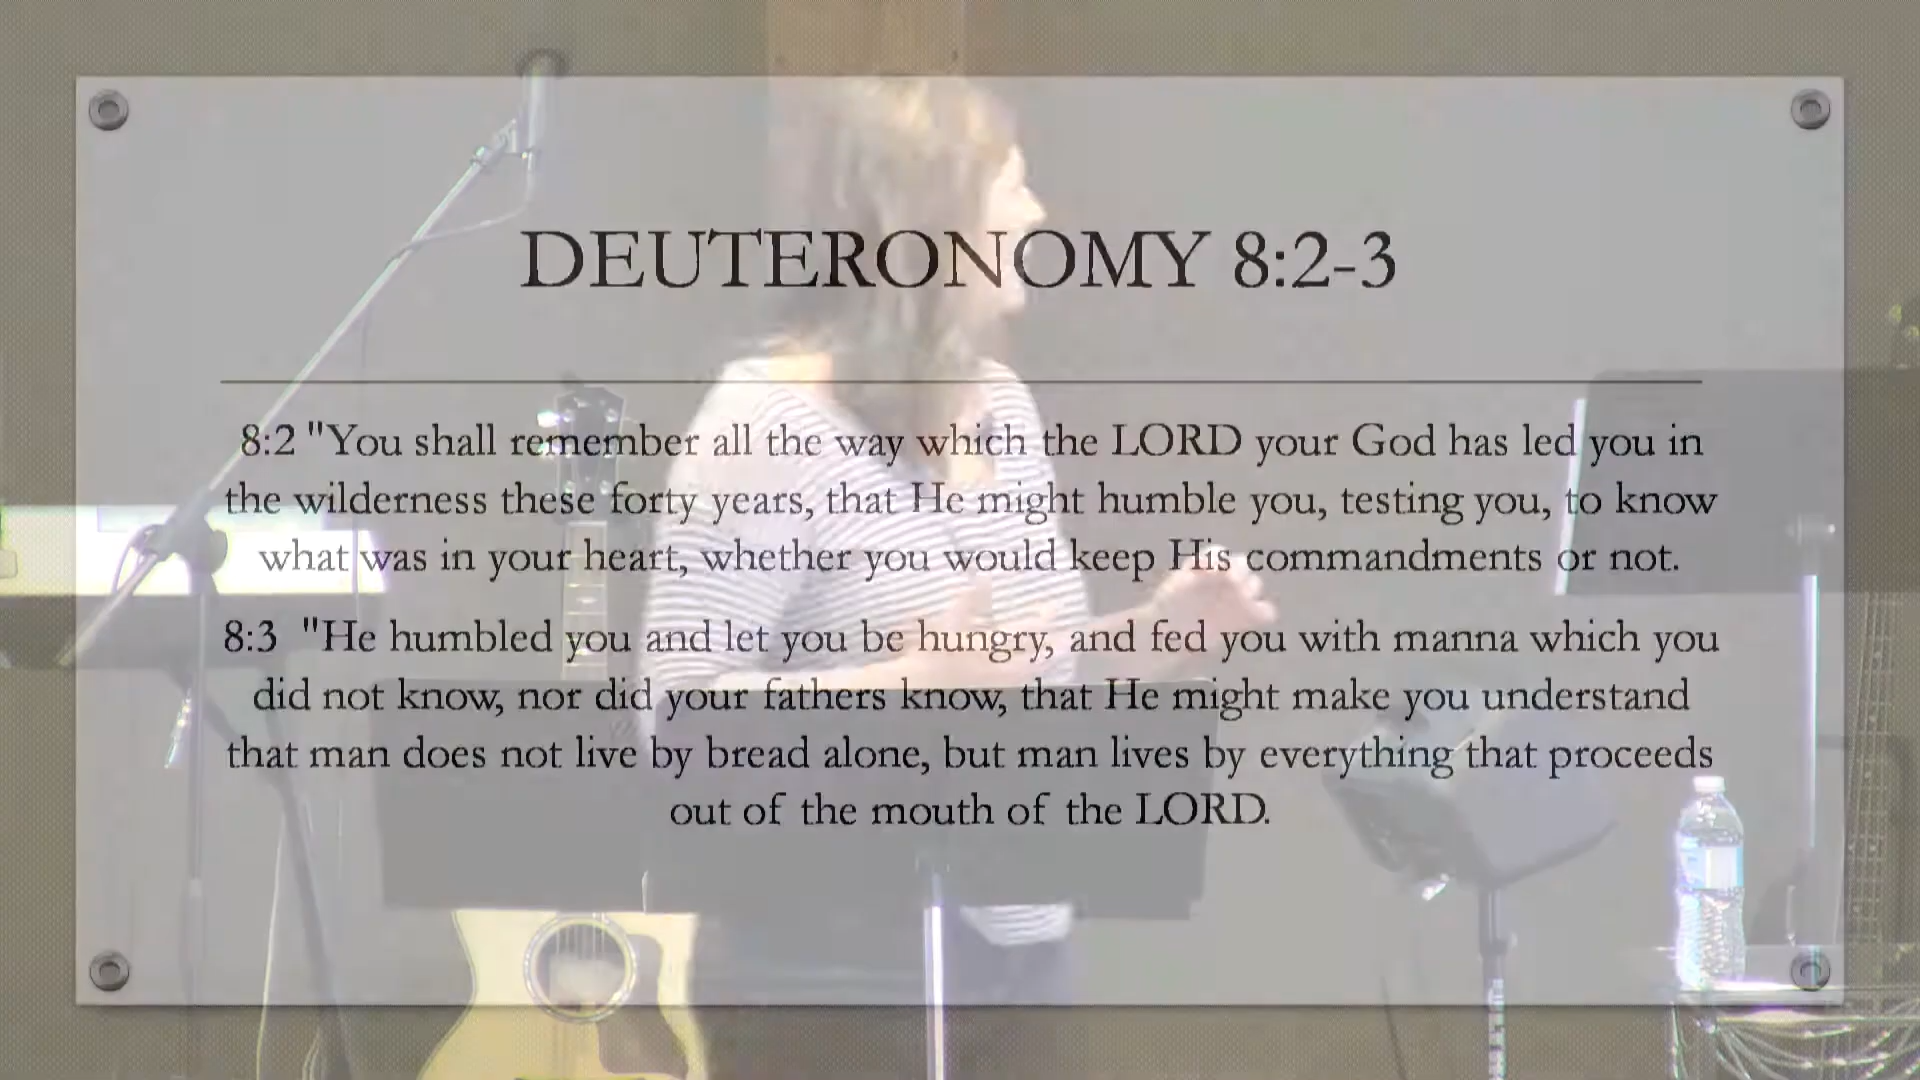 DEUTERONOMY 8:2-3
8:2 "You shall remember all the way which the LORD your God has led you in
the wilderness these forty years, that He might humble you, testing you, to know
what was in your heart, whether you would keep His commandments or not.
8:3 "He humbled you and let you be hungry, and fed you with manna which you
did not know, nor did your fathers know, that He might make you understand
that man does not live by bread alone, but man lives by everything that proceeds
out of the mouth of the LORD.